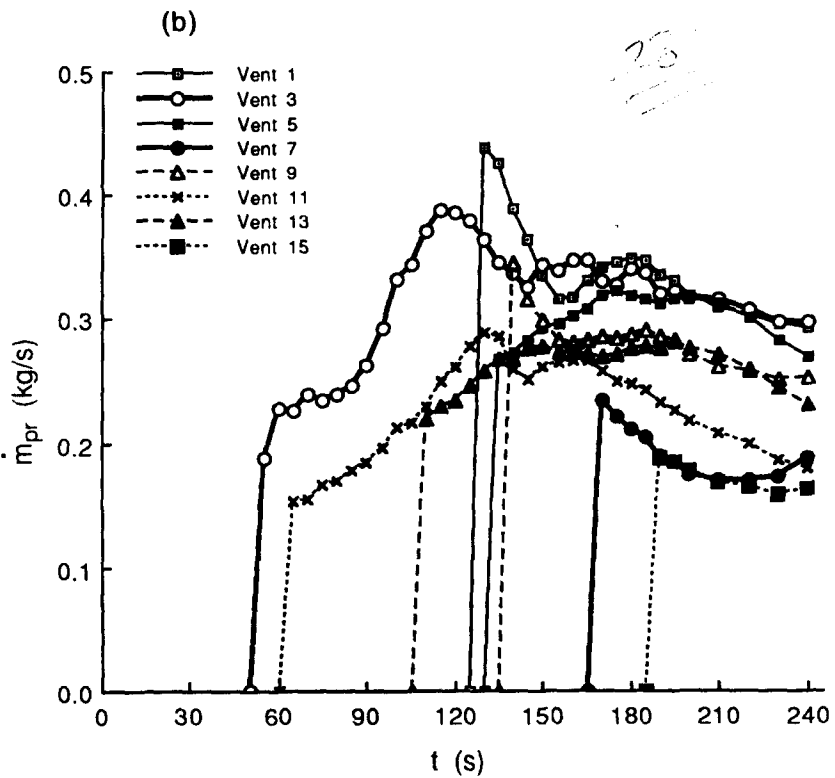 (b)
0.5
0.4
0.3
0.2
0.1
0.0
ṁpr (kg/s)
Vent 1
Vent 3
Vent 5
Vent 7
Vent 9
Vent 11
Vent 13
Vent 15
0 30 60 90 120 150 180 210 240
t (s)